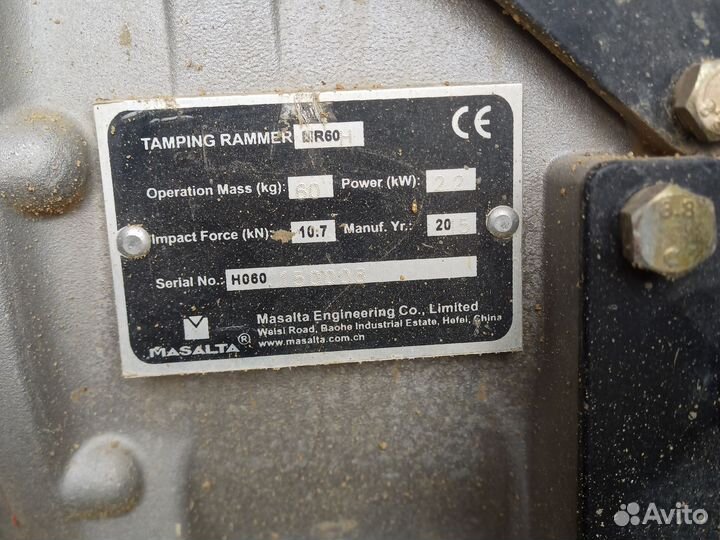 CE
TAMPING RAMMER MR60H
Operation Mass (kg): 60 Power (kW): 2.2
Impact Force (kN): 10.7 Manuf. Yr.: 20
Serial No.: H060
MASALTA ®
Masalta Engineering Co., Limited
Weisi Road, Baohe Industrial Estate, Hefei, China
www.masalta.com.cn
8.8
Avito